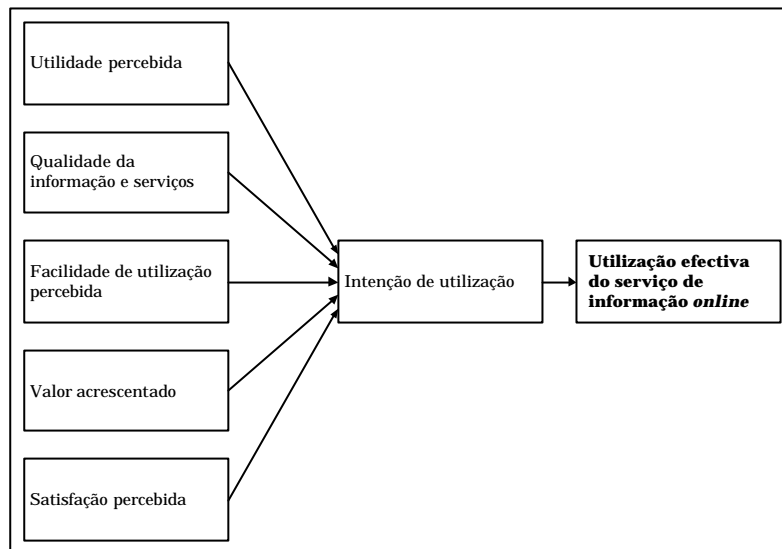 Utilidade percebida
Qualidade da
informação e serviços
Facilidade de utilização
percebida
Valor acrescentado
Satisfação percebida
Intenção de utilização
Utilização efectiva
do serviço de
informação online